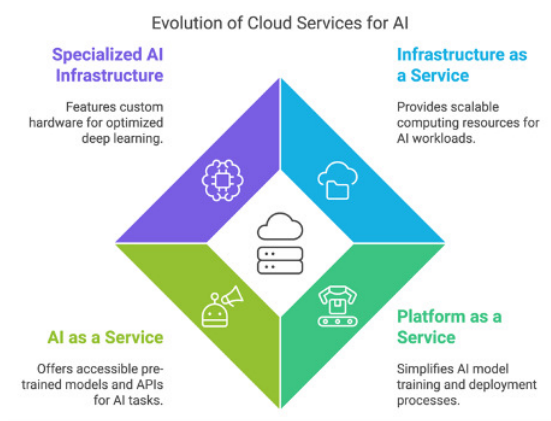 Evolution of Cloud Services for AI
Specialized AI
Infrastructure
Features custom
hardware for optimized
deep learning.
Infrastructure as
a Service
Provides scalable
computing resources for
AI workloads.
AI as a Service
Offers accessible pre-
trained models and APIs
for AI tasks.
Platform as a
Service
Simplifies AI model
training and deployment
processes.